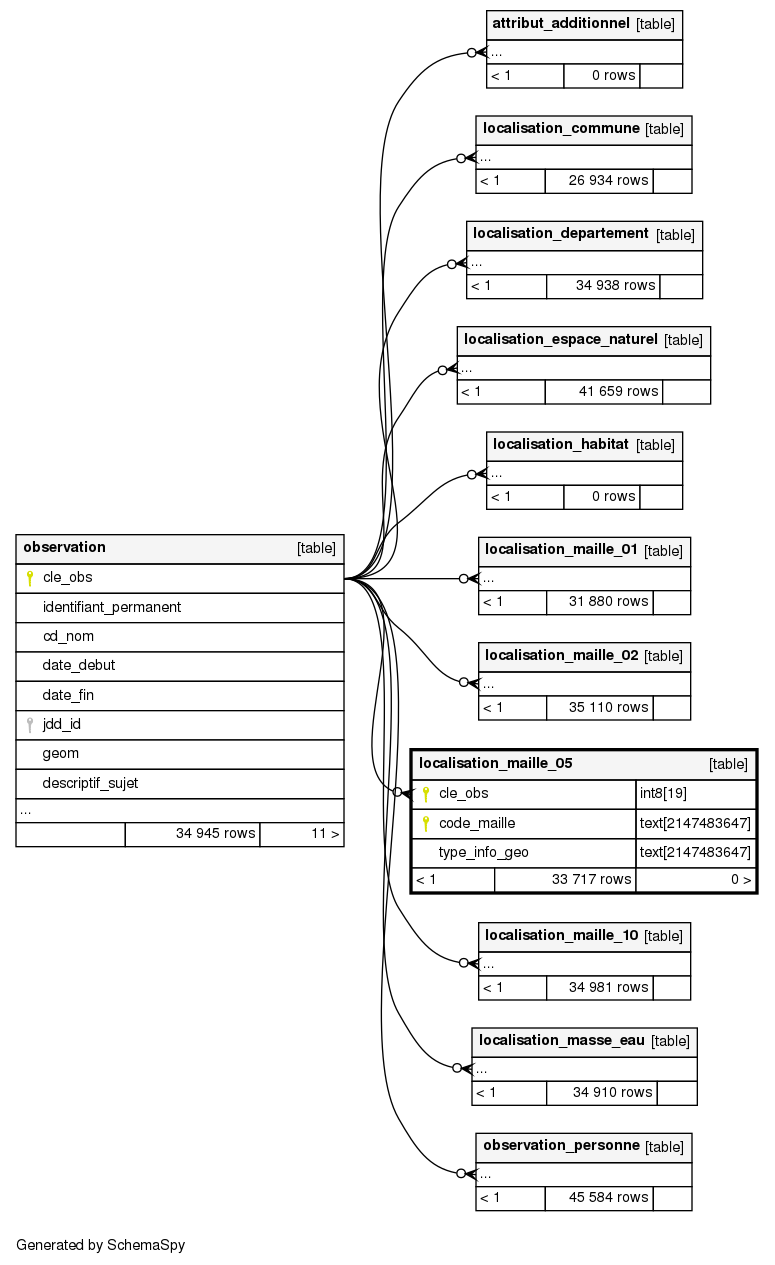 attribut_additionnel [table]
...
< 1 0 rows
localisation_commune [table]
...
< 1 26 934 rows
localisation_departement [table]
...
< 1 34 938 rows
localisation_espace_naturel [table]
...
< 1 41 659 rows
localisation_habitat [table]
...
< 1 0 rows
observation [table]
cle_obs
identifiant_permanent
cd_nom
date_debut
date_fin
jdd_id
geom
descriptif_sujet
...
34 945 rows 11 >
localisation_maille_01 [table]
...
< 1 31 880 rows
localisation_maille_02 [table]
...
< 1 35 110 rows
localisation_maille_05 [table]
cle_obs int8[19]
code_maille text[2147483647]
type_info_geo text[2147483647]
< 1 33 717 rows 0 >
localisation_maille_10 [table]
...
< 1 34 981 rows
localisation_masse_eau [table]
...
< 1 34 910 rows
observation_personne [table]
...
< 1 45 584 rows
Generated by SchemaSpy